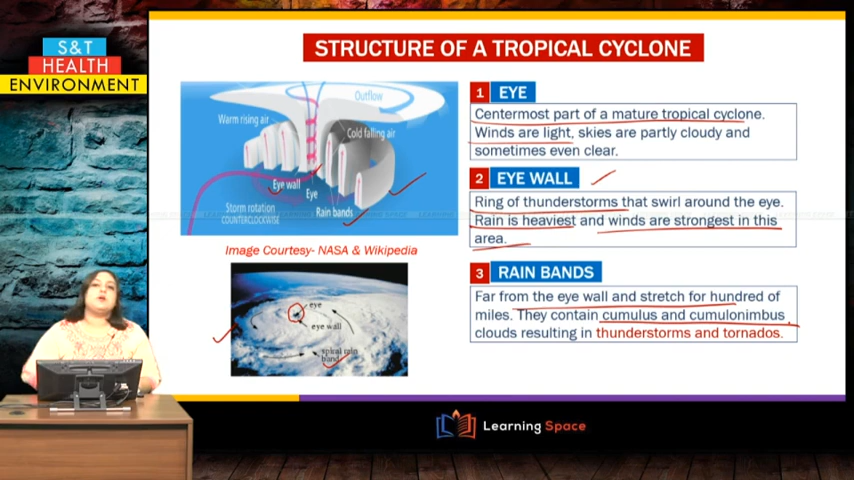 S&T
HEALTH
ENVIRONMENT
STRUCTURE OF A TROPICAL CYCLONE
Outflow
Warm rising air
Cold falling air
Eye wall
Eye
Rain bands
Storm rotation
COUNTERCLOCKWISE
Image Courtesy- NASA & Wikipedia
eye
eye wall
spiral rain
band
1 EYE
Centermost part of a mature tropical cyclone.
Winds are light, skies are partly cloudy and
sometimes even clear.
2 EYE WALL
Ring of thunderstorms that swirl around the eye.
Rain is heaviest and winds are strongest in this
area.
3 RAIN BANDS
Far from the eye wall and stretch for hundred of
miles. They contain cumulus and cumulonimbus
clouds resulting in thunderstorms and tornados.
Learning Space